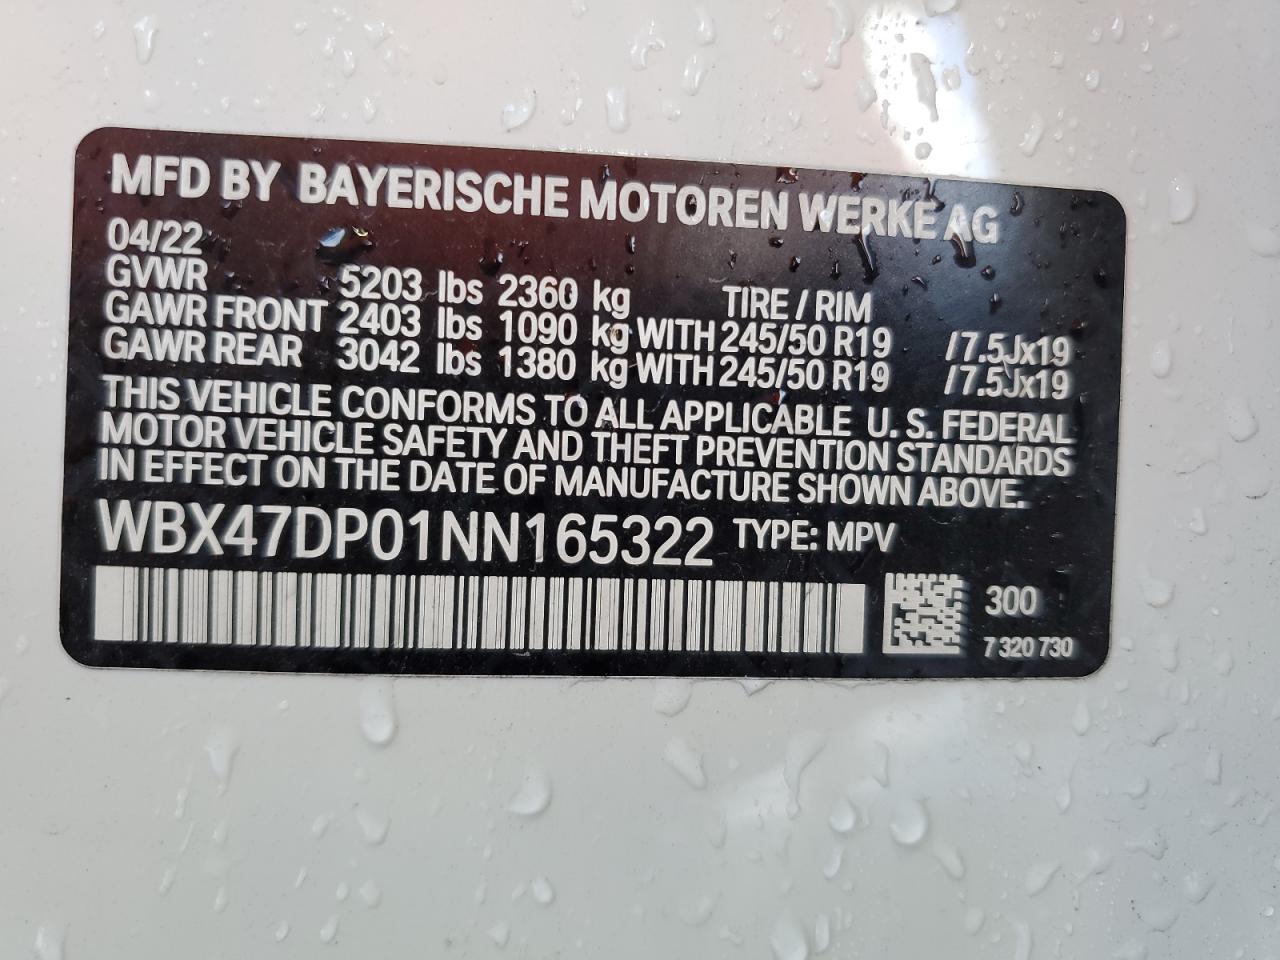 MFD BY BAYERISCHE MOTOREN WERKE AG
04/22
GVWR 5203 lbs 2360 kg TIRE / RIM
GAWR FRONT 2403 lbs 1090 kg WITH 245/50 R19 / 7.5Jx19
GAWR REAR 3042 lbs 1380 kg WITH 245/50 R19 / 7.5Jx19
THIS VEHICLE CONFORMS TO ALL APPLICABLE U. S. FEDERAL
MOTOR VEHICLE SAFETY AND THEFT PREVENTION STANDARDS
IN EFFECT ON THE DATE OF MANUFACTURE SHOWN ABOVE.
WBX47DP01NN165322 TYPE: MPV
300
7 320 730